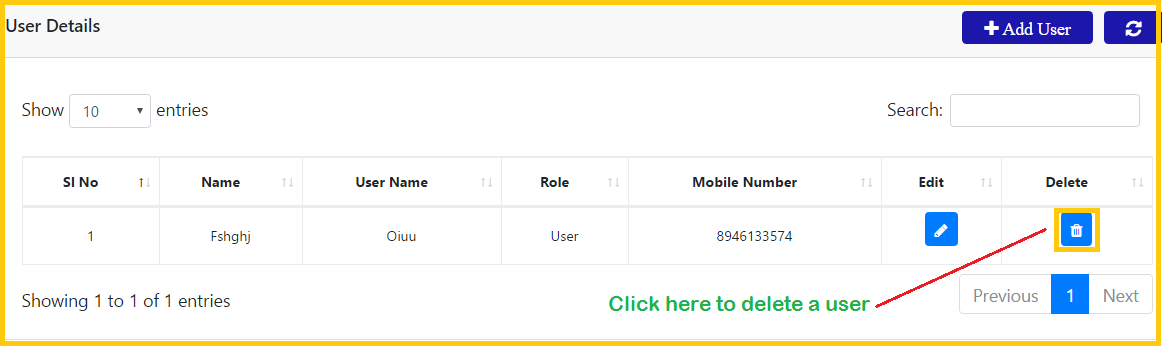 User Details
Add User
Show 10 entries
Search:
Sl No Name User Name Role Mobile Number Edit Delete
1 Fshghj Oiuu User 8946133574
Showing 1 to 1 of 1 entries
Click here to delete a user
Previous 1 Next